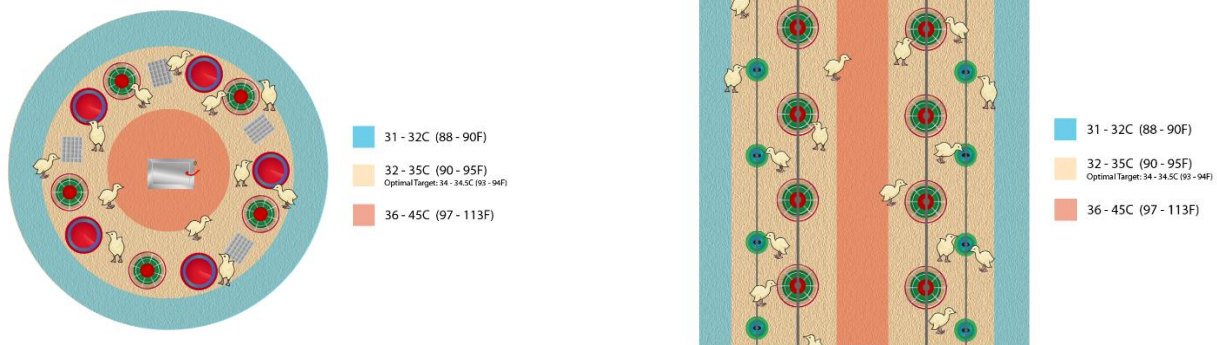 31 - 32C (88 - 90F)
32 - 35C (90 - 95F)
Optimal Target: 34 - 34.5C (93 - 94F)
36 - 45C (97 - 113F)
31 - 32C (88 - 90F)
32 - 35C (90 - 95F)
Optimal Target: 34 - 34.5C (93 - 94F)
36 - 45C (97 - 113F)